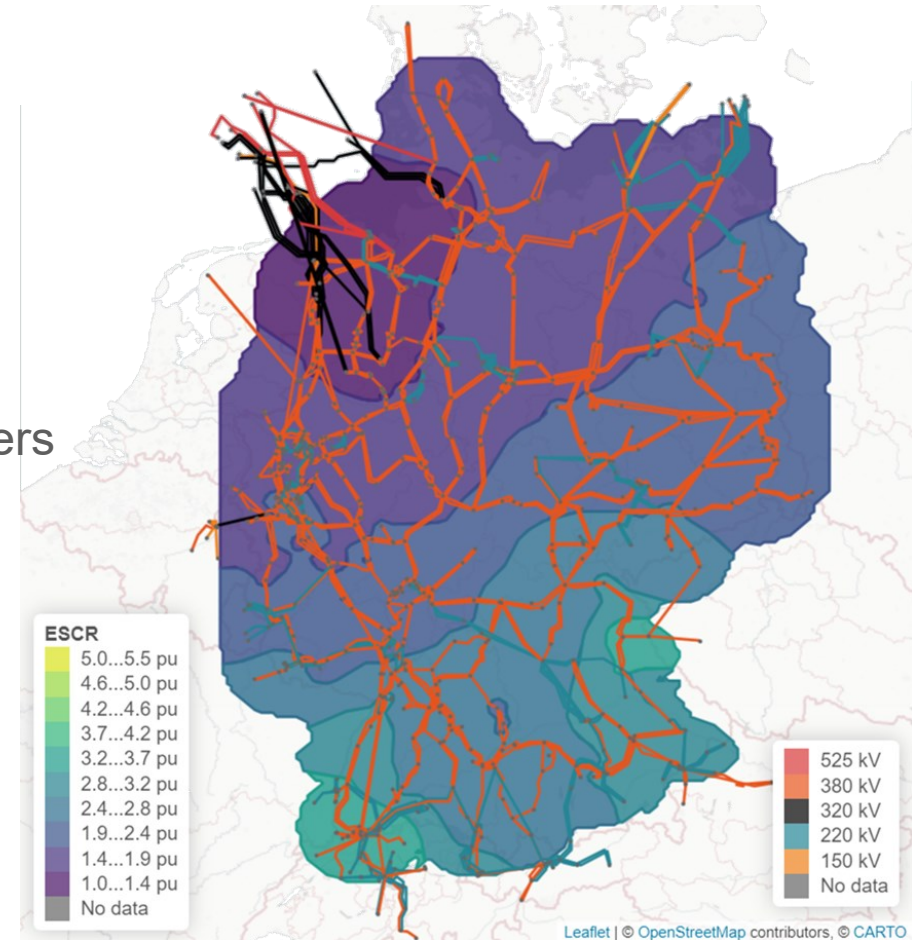 ers
ESCR
5.0...5.5 pu
4.6...5.0 pu
4.2...4.6 pu
3.7...4.2 pu
3.2...3.7 pu
2.8...3.2 pu
2.4...2.8 pu
1.9...2.4 pu
1.4...1.9 pu
1.0...1.4 pu
No data
525 kV
380 kV
320 kV
220 kV
150 kV
No data
Leaflet | © OpenStreetMap contributors, © CARTO